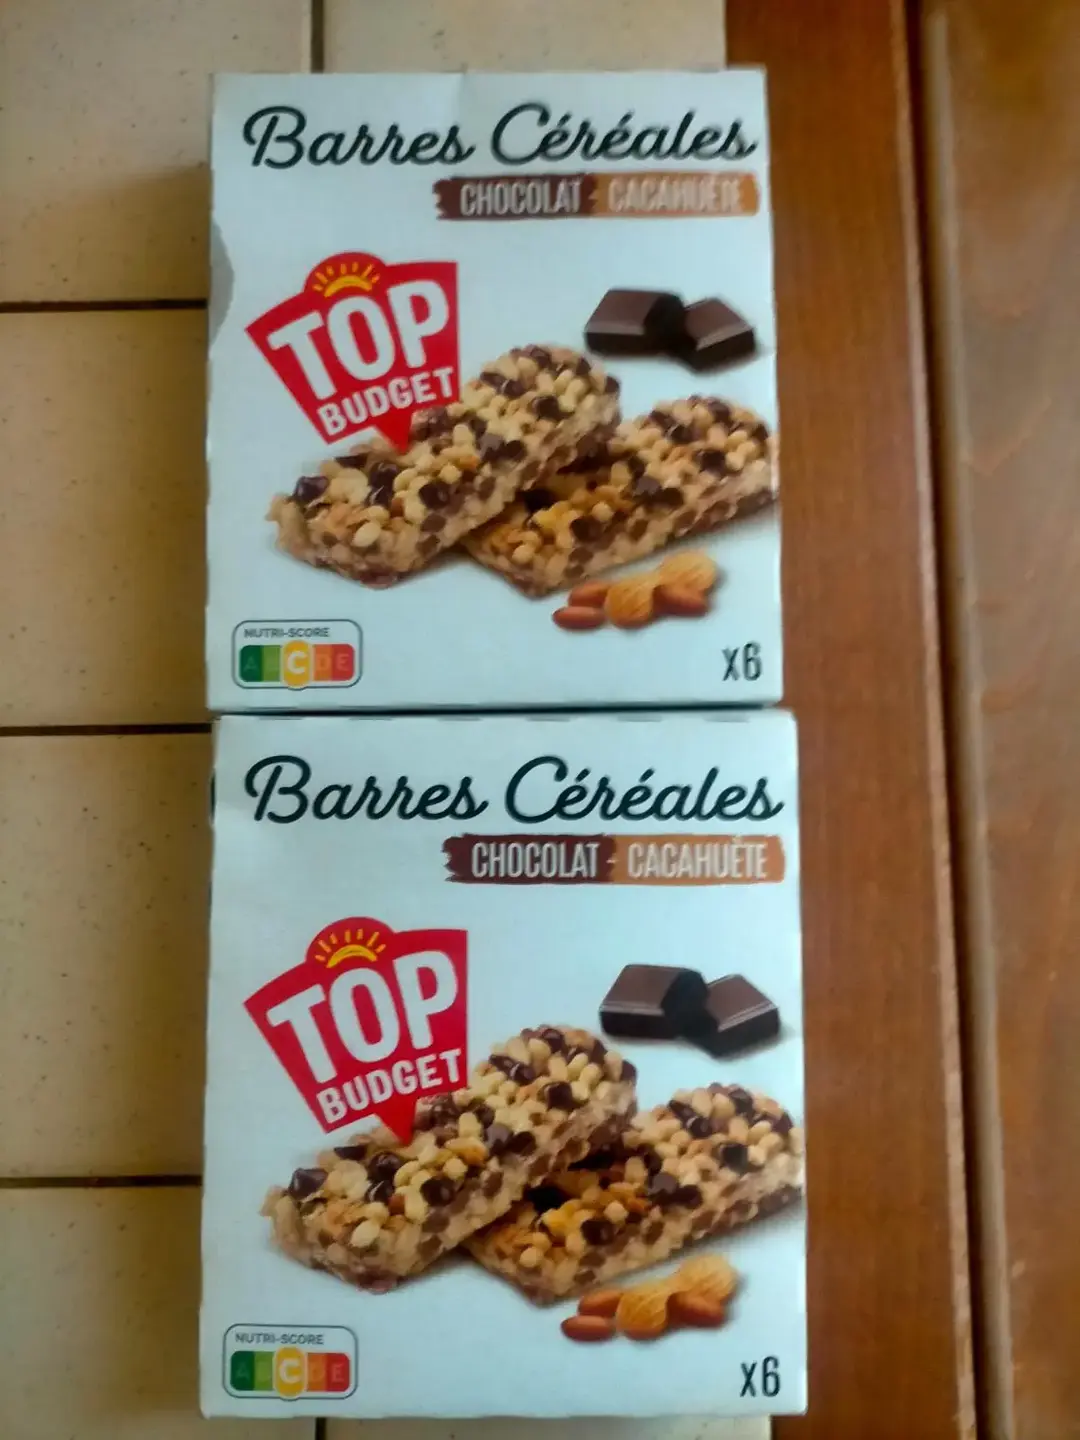 Barres Céréales
CHOCOLAT - CACAHUÈTE
TOP
BUDGET
NUTRI-SCORE
A B C D E
x6
Barres Céréales
CHOCOLAT - CACAHUÈTE
TOP
BUDGET
NUTRI-SCORE
A B C D E
x6